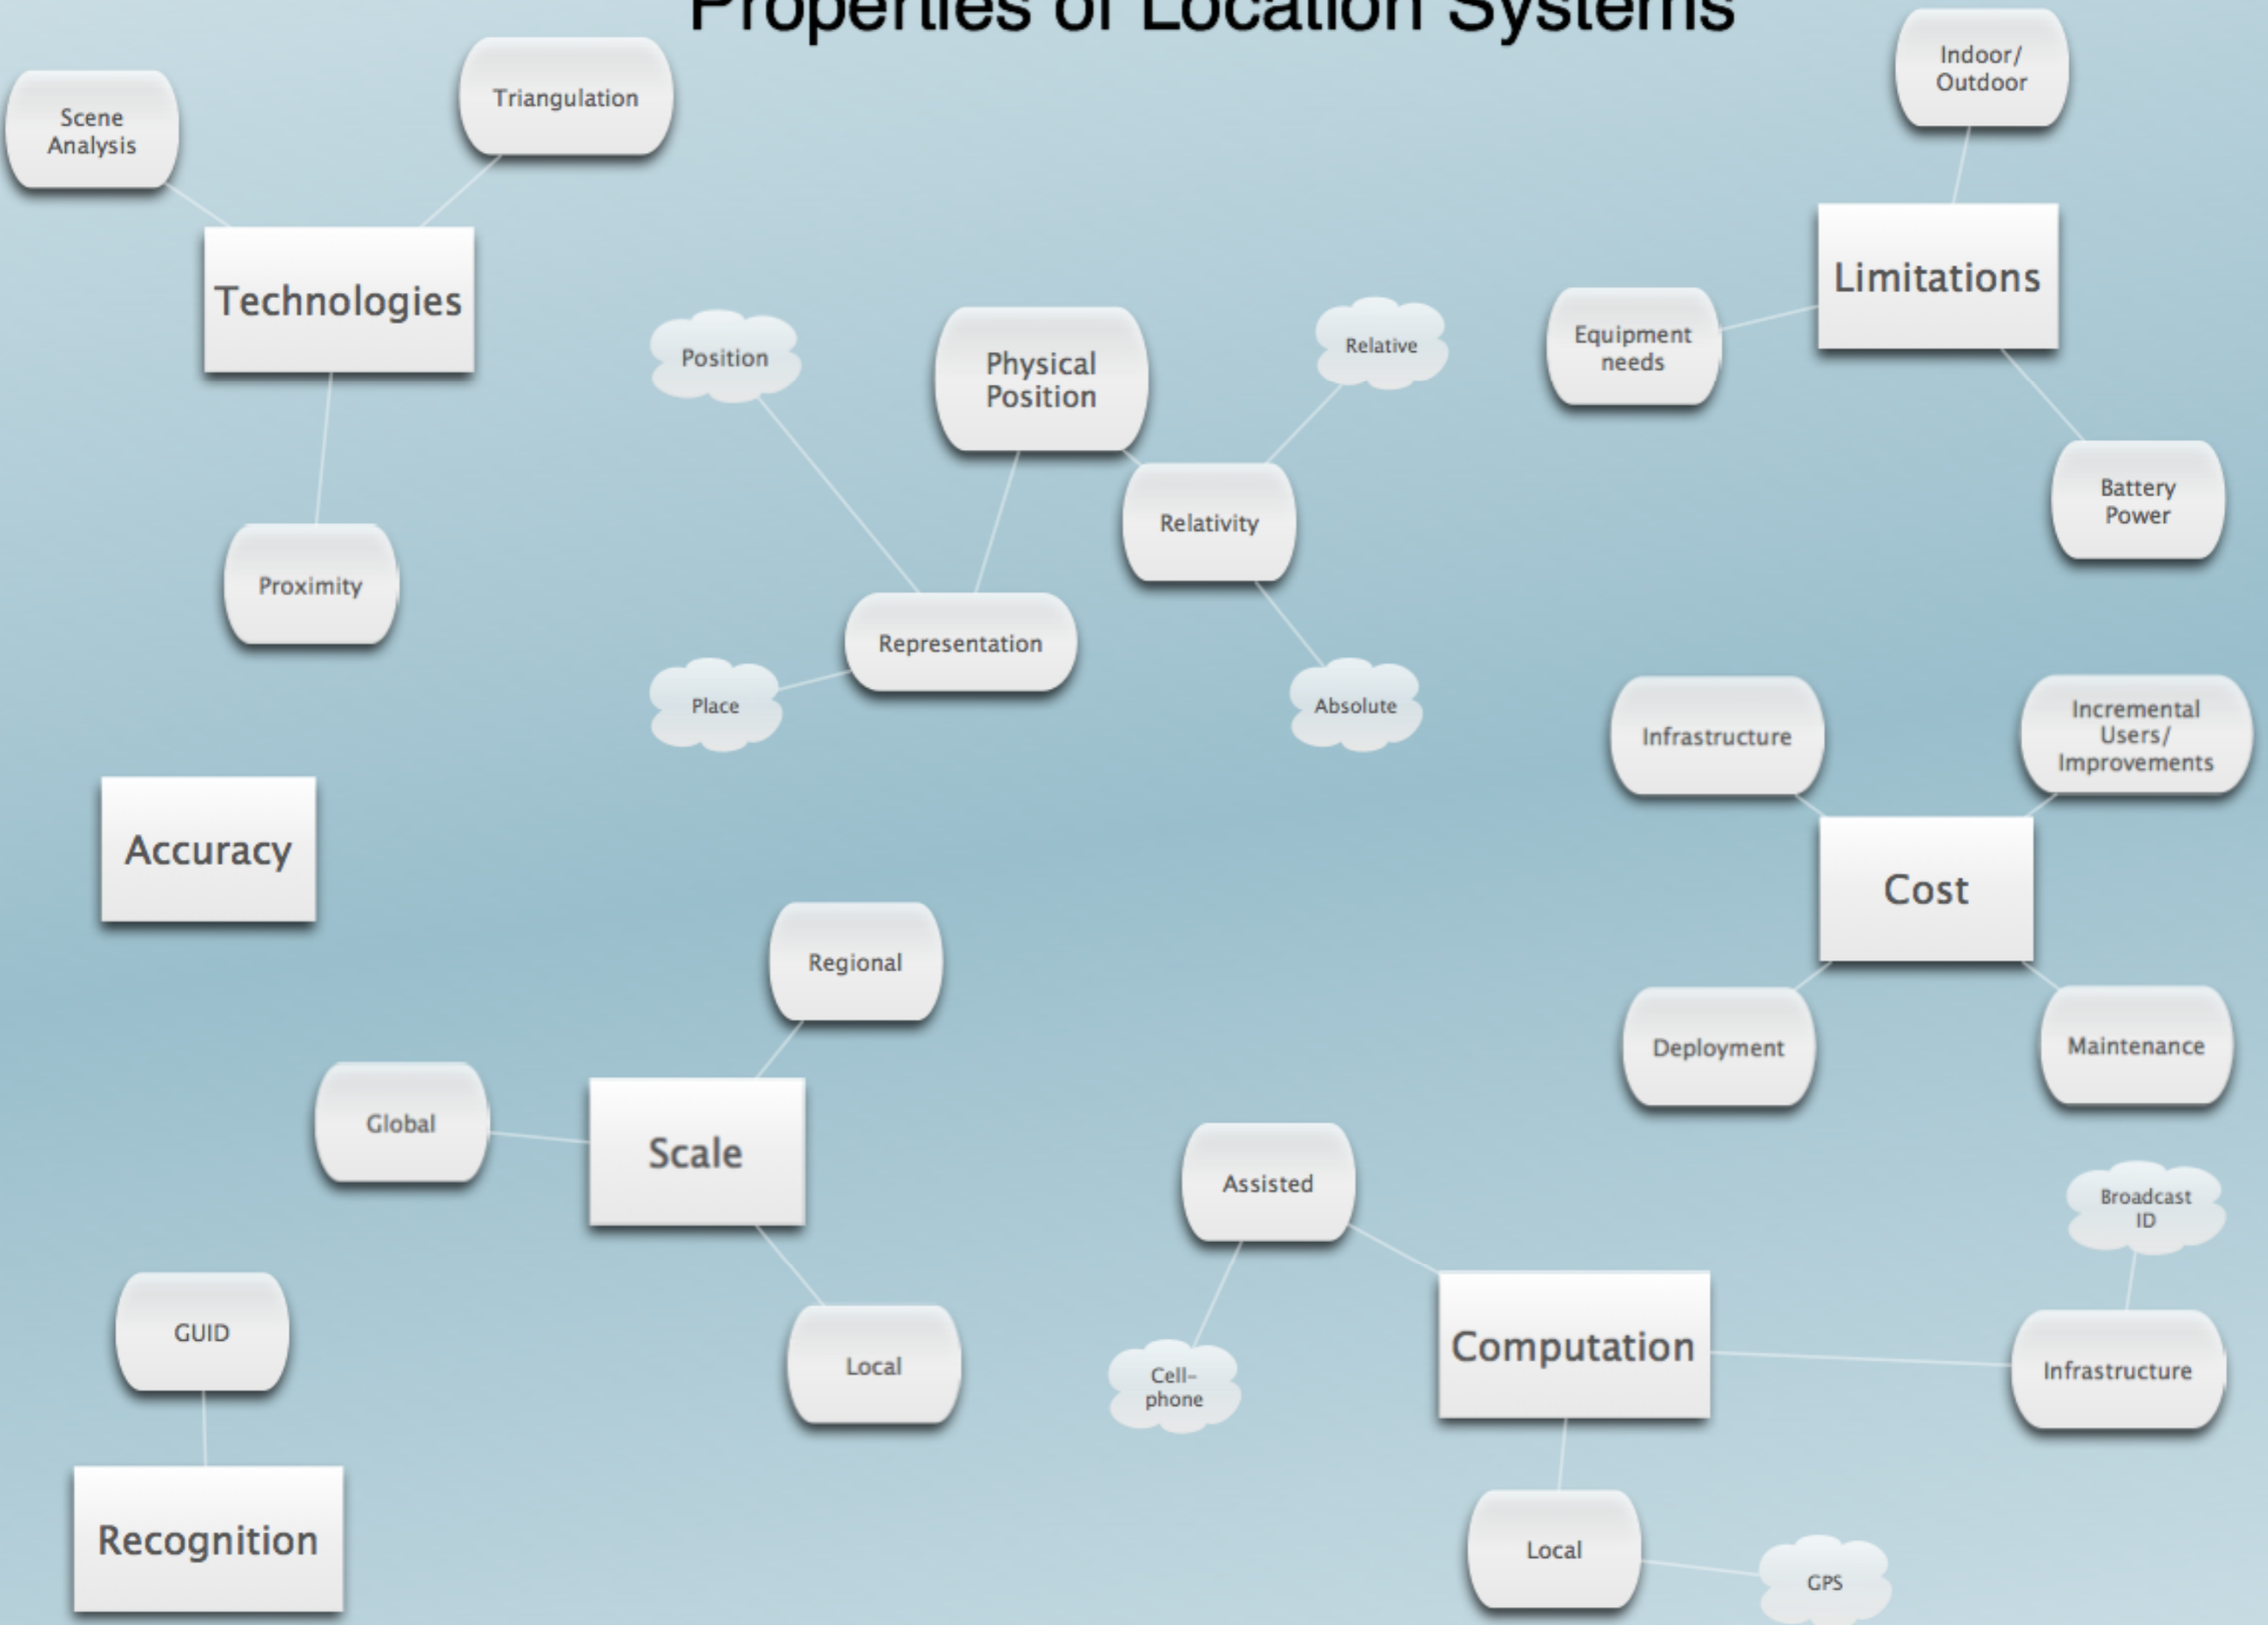 Properties of Location Systems
Scene
Analysis
Triangulation
Technologies
Proximity
Position
Physical
Position
Relative
Relativity
Representation
Place
Absolute
Indoor/
Outdoor
Limitations
Equipment
needs
Battery
Power
Accuracy
Infrastructure
Incremental
Users/
Improvements
Cost
Deployment
Maintenance
Regional
Global
Scale
Local
GUID
Recognition
Assisted
Cell-
phone
Computation
Broadcast
ID
Infrastructure
Local
GPS